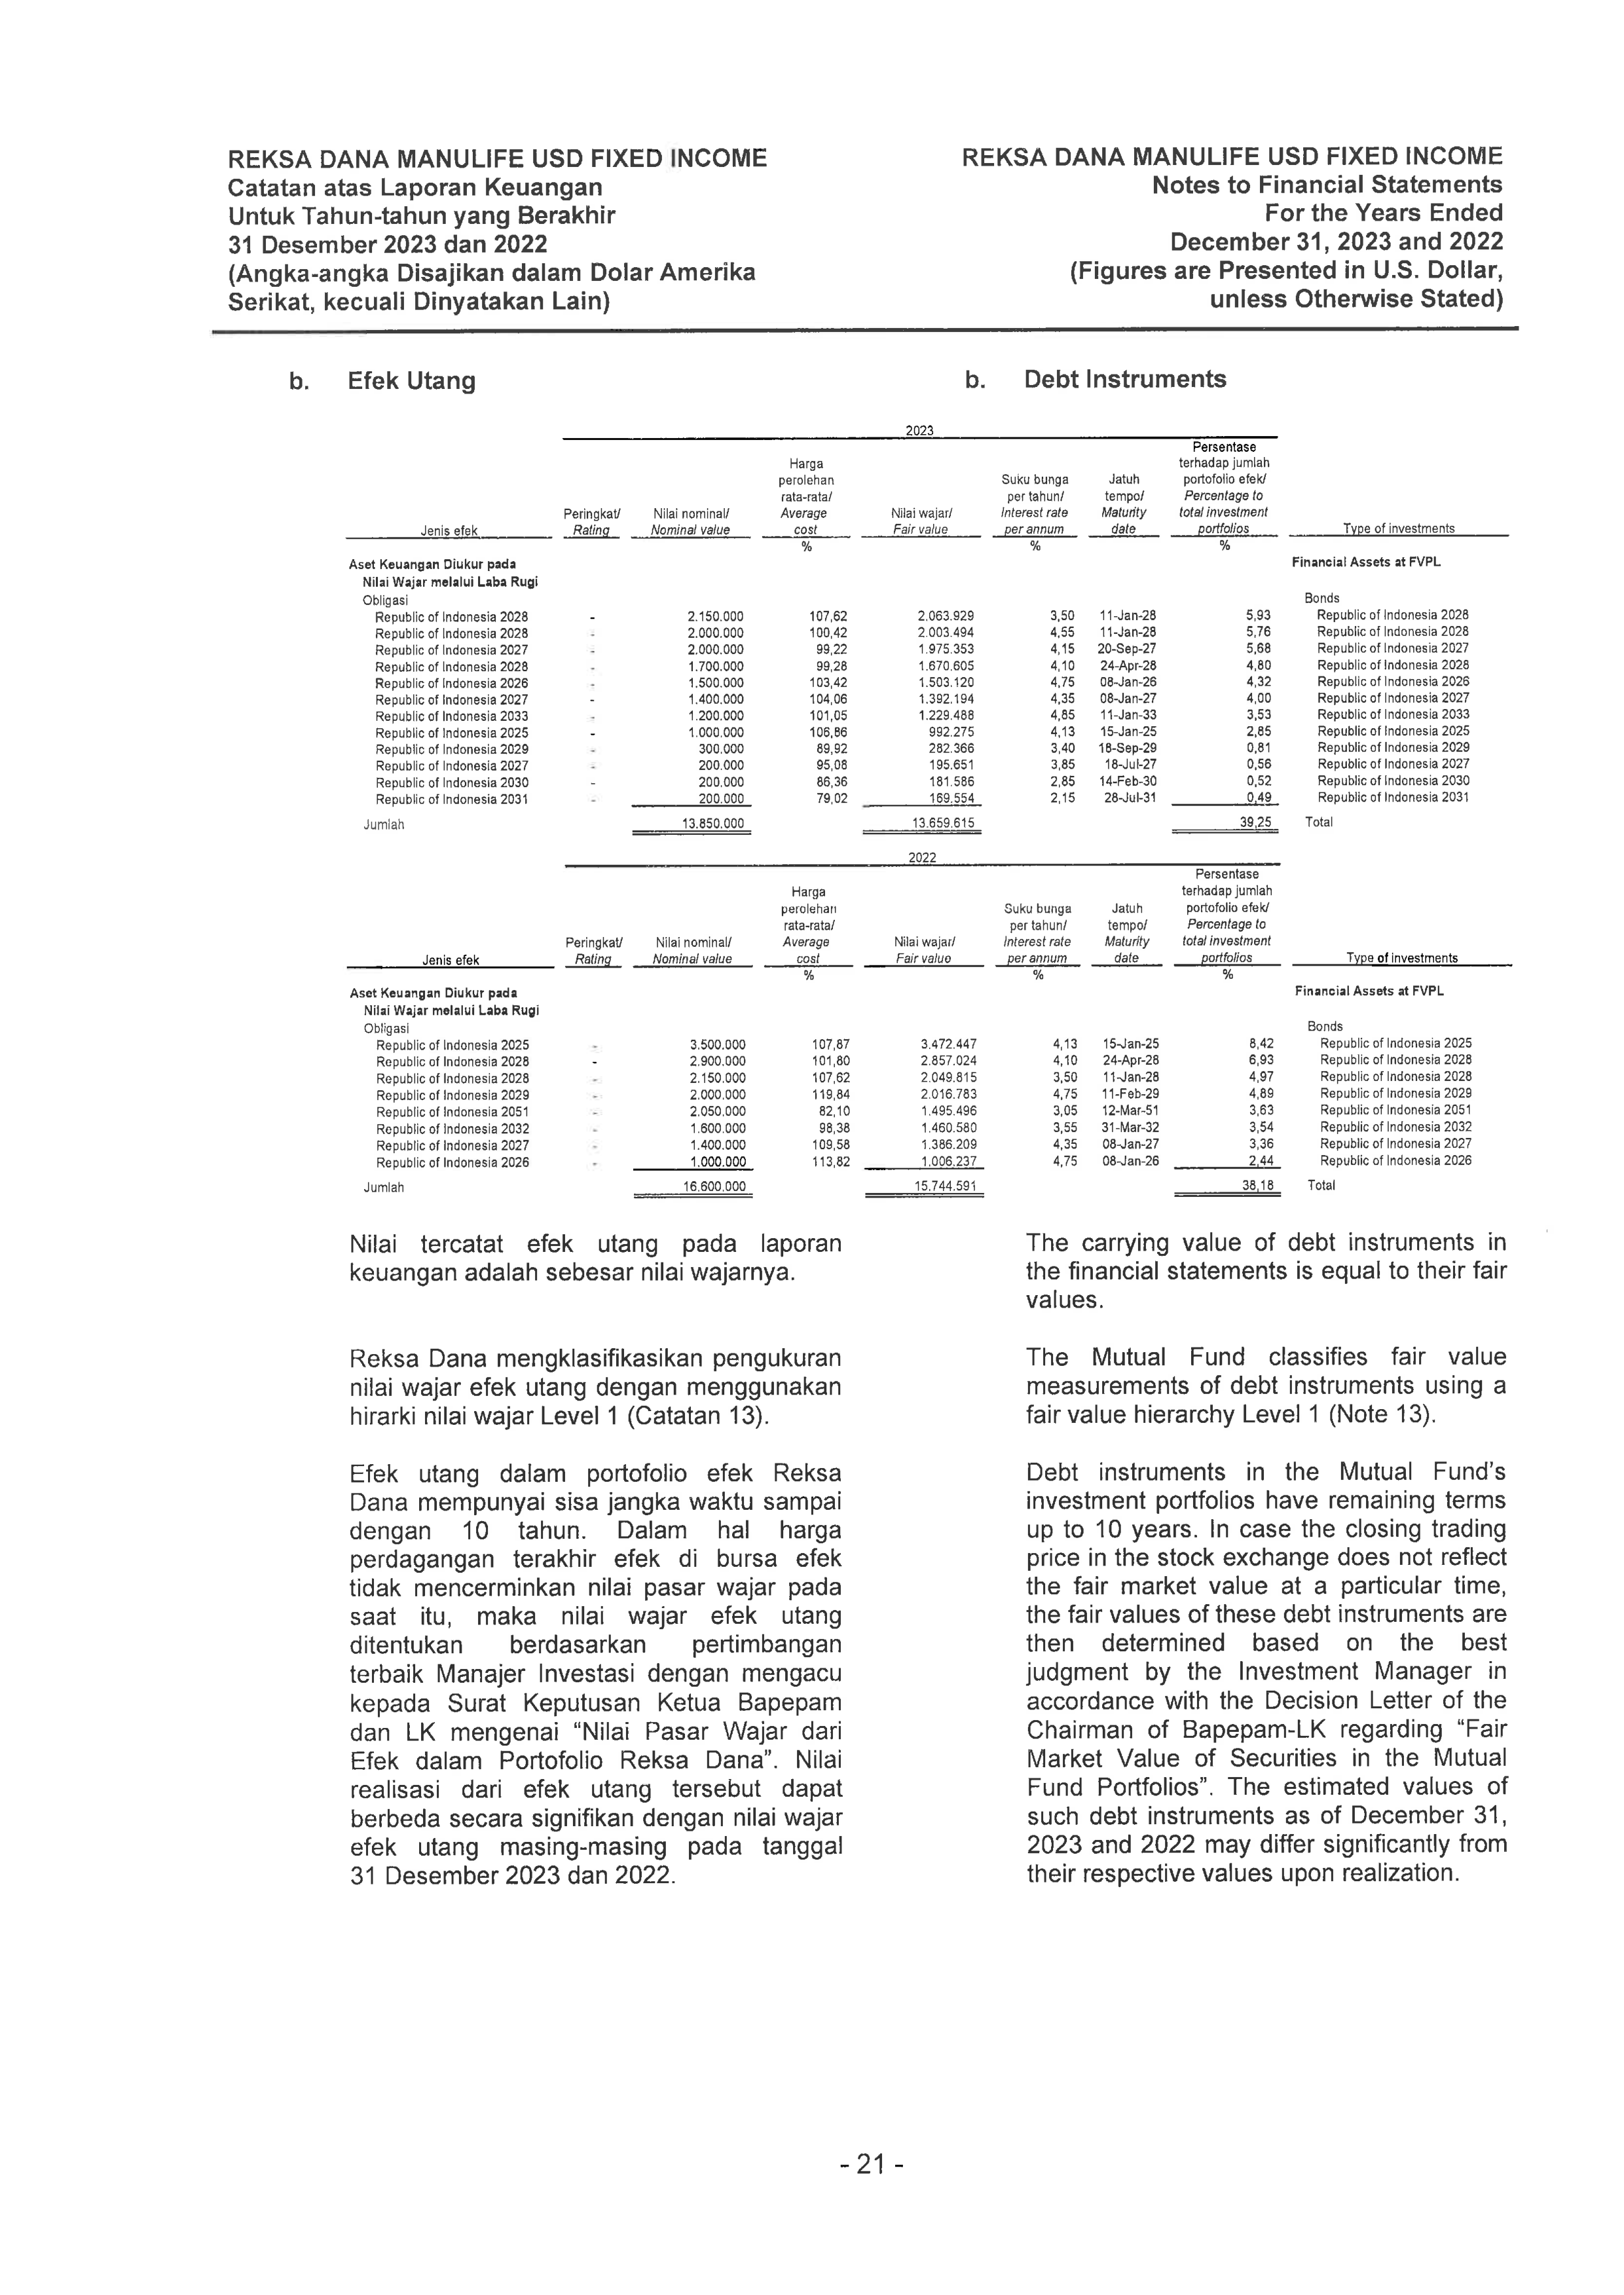 REKSA DANA MANULIFE USD FIXED INCOME
Catatan atas Laporan Keuangan
Untuk Tahun-tahun yang Berakhir
31 Desember 2023 dan 2022
(Angka-angka Disajikan dalam Dolar Amerika
Serikat, kecuali Dinyatakan Lain)
REKSA DANA MANULIFE USD FIXED INCOME
Notes to Financial Statements
For the Years Ended
December 31, 2023 and 2022
(Figures are Presented in U.S. Dollar,
unless Otherwise Stated)
b. Efek Utang
b. Debt Instruments
2023
Jenis efek
Peringkat/
Rating
Nilai nominal/
Nominal value
Harga
perolehan
rata-rata/
Average
cost
%
Nilai wajar/
Fair value
Suku bunga
per tahun/
Interest rate
per annum
%
Jatuh
tempo/
Maturity
date
Persentase
terhadap jumlah
portofolio efek/
Percentage to
total investment
portfolios
%
Type of investments
Aset Keuangan Diukur pada
Nilai Wajar melalui Laba Rugi
Financial Assets at FVPL
Obligasi Bonds
Republic of Indonesia 2028 - 2.150.000 107,62 2.063.929 3,50 11-Jan-28 5,93 Republic of Indonesia 2028
Republic of Indonesia 2028 - 2.000.000 100,42 2.003.494 4,55 11-Jan-28 5,76 Republic of Indonesia 2028
Republic of Indonesia 2027 - 2.000.000 99,22 1.975.353 4,15 20-Sep-27 5,68 Republic of Indonesia 2027
Republic of Indonesia 2028 - 1.700.000 99,28 1.670.605 4,10 24-Apr-28 4,80 Republic of Indonesia 2028
Republic of Indonesia 2026 - 1.500.000 103,42 1.503.120 4,75 08-Jan-26 4,32 Republic of Indonesia 2026
Republic of Indonesia 2027 - 1.400.000 104,06 1.392.194 4,35 08-Jan-27 4,00 Republic of Indonesia 2027
Republic of Indonesia 2033 - 1.200.000 101,05 1.229.488 4,85 11-Jan-33 3,53 Republic of Indonesia 2033
Republic of Indonesia 2025 - 1.000.000 106,86 992.275 4,13 15-Jan-25 2,85 Republic of Indonesia 2025
Republic of Indonesia 2029 - 300.000 89,92 282.366 3,40 18-Sep-29 0,81 Republic of Indonesia 2029
Republic of Indonesia 2027 - 200.000 95,08 195.651 3,85 18-Jul-27 0,56 Republic of Indonesia 2027
Republic of Indonesia 2030 - 200.000 86,36 181.586 2,85 14-Feb-30 0,52 Republic of Indonesia 2030
Republic of Indonesia 2031 - 200.000 79,02 169.554 2,15 28-Jul-31 0,49 Republic of Indonesia 2031
Jumlah 13.850.000 13.659.615 39,25 Total
2022
Jenis efek
Peringkat/
Rating
Nilai nominal/
Nominal value
Harga
perolehan
rata-rata/
Average
cost
%
Nilai wajar/
Fair value
Suku bunga
per tahun/
Interest rate
per annum
%
Jatuh
tempo/
Maturity
date
Persentase
terhadap jumlah
portofolio efek/
Percentage to
total investment
portfolios
%
Type of investments
Aset Keuangan Diukur pada
Nilai Wajar melalui Laba Rugi
Financial Assets at FVPL
Obligasi Bonds
Republic of Indonesia 2025 - 3.500.000 107,87 3.472.447 4,13 15-Jan-25 8,42 Republic of Indonesia 2025
Republic of Indonesia 2028 - 2.900.000 101,80 2.857.024 4,10 24-Apr-28 6,93 Republic of Indonesia 2028
Republic of Indonesia 2028 - 2.150.000 107,62 2.049.815 3,50 11-Jan-28 4,97 Republic of Indonesia 2028
Republic of Indonesia 2029 - 2.000.000 119,84 2.016.783 4,75 11-Feb-29 4,89 Republic of Indonesia 2029
Republic of Indonesia 2051 - 2.050.000 82,10 1.495.496 3,05 12-Mar-51 3,63 Republic of Indonesia 2051
Republic of Indonesia 2032 - 1.600.000 98,38 1.460.580 3,55 31-Mar-32 3,54 Republic of Indonesia 2032
Republic of Indonesia 2027 - 1.400.000 109,58 1.386.209 4,35 08-Jan-27 3,36 Republic of Indonesia 2027
Republic of Indonesia 2026 - 1.000.000 113,82 1.006.237 4,75 08-Jan-26 2,44 Republic of Indonesia 2026
Jumlah 16.600.000 15.744.591 38,18 Total
Nilai tercatat efek utang pada laporan
keuangan adalah sebesar nilai wajarnya.
Reksa Dana mengklasifikasikan pengukuran
nilai wajar efek utang dengan menggunakan
hirarki nilai wajar Level 1 (Catatan 13).
Efek utang dalam portofolio efek Reksa
Dana mempunyai sisa jangka waktu sampai
dengan 10 tahun. Dalam hal harga
perdagangan terakhir efek di bursa efek
tidak mencerminkan nilai pasar wajar pada
saat itu, maka nilai wajar efek utang
ditentukan berdasarkan pertimbangan
terbaik Manajer Investasi dengan mengacu
kepada Surat Keputusan Ketua Bapepam
dan LK mengenai “Nilai Pasar Wajar dari
Efek dalam Portofolio Reksa Dana”. Nilai
realisasi dari efek utang tersebut dapat
berbeda secara signifikan dengan nilai wajar
efek utang masing-masing pada tanggal
31 Desember 2023 dan 2022.
The carrying value of debt instruments in
the financial statements is equal to their fair
values.
The Mutual Fund classifies fair value
measurements of debt instruments using a
fair value hierarchy Level 1 (Note 13).
Debt instruments in the Mutual Fund’s
investment portfolios have remaining terms
up to 10 years. In case the closing trading
price in the stock exchange does not reflect
the fair market value at a particular time,
the fair values of these debt instruments are
then determined based on the best
judgment by the Investment Manager in
accordance with the Decision Letter of the
Chairman of Bapepam-LK regarding “Fair
Market Value of Securities in the Mutual
Fund Portfolios”. The estimated values of
such debt instruments as of December 31,
2023 and 2022 may differ significantly from
their respective values upon realization.
- 21 -